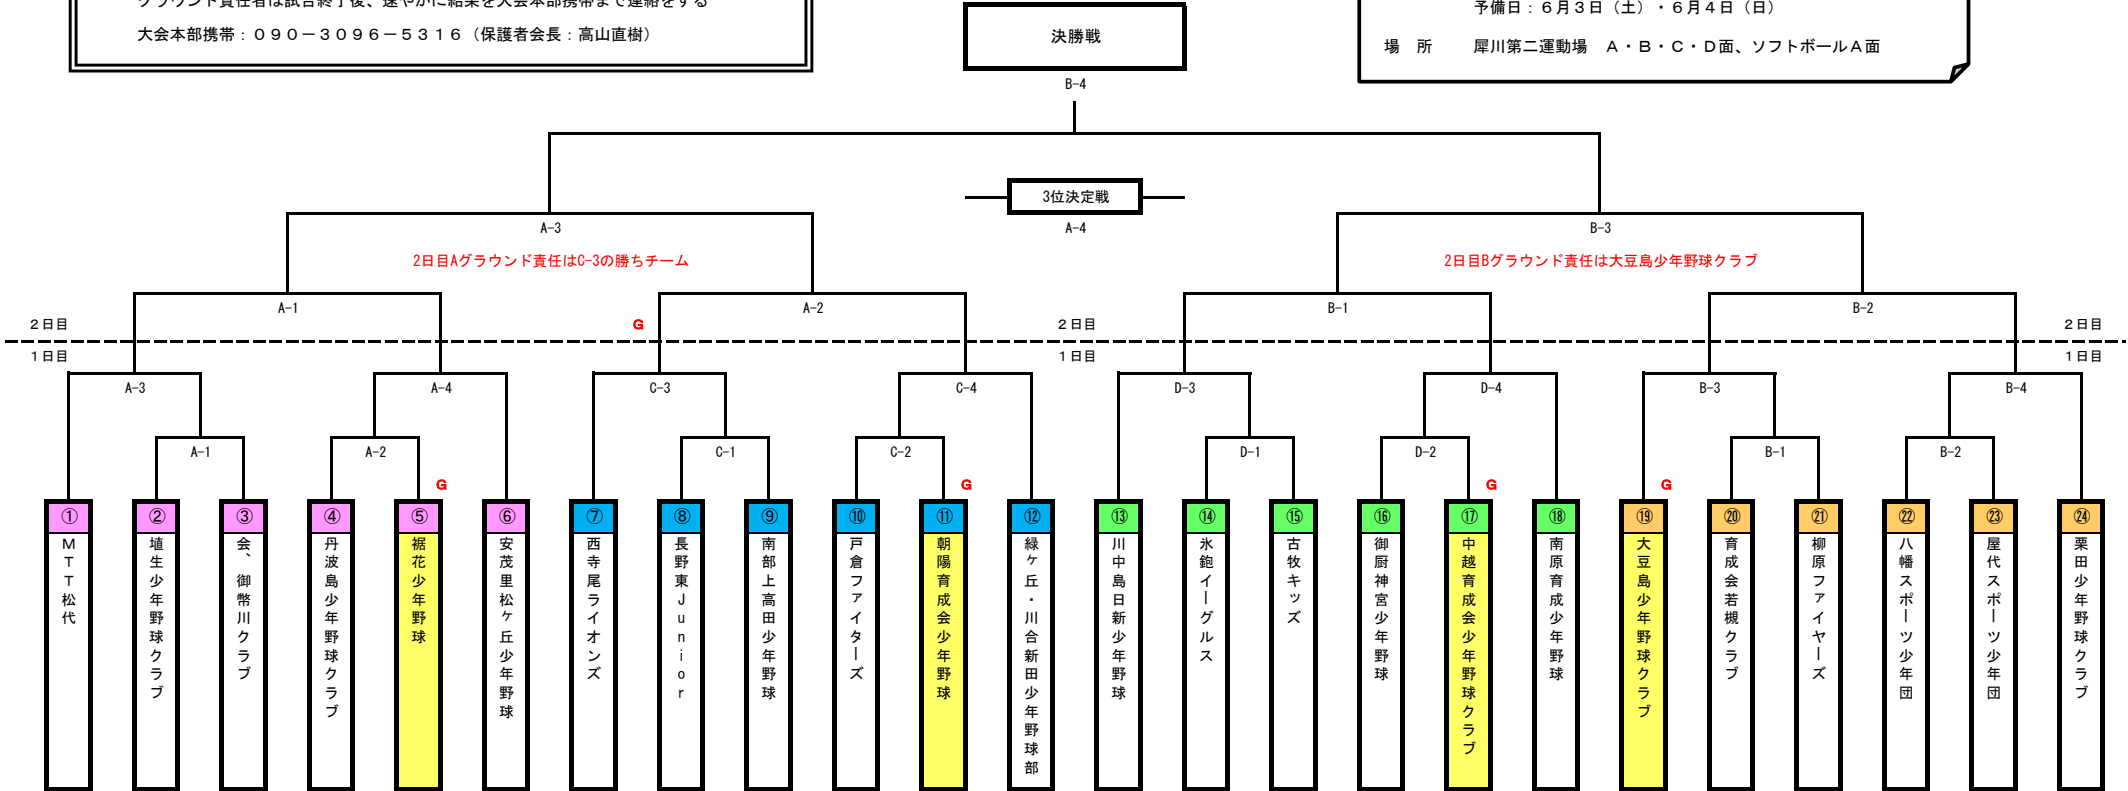 グラウンド責任者は試合終了後、速やかに結果を大会本部携帯まで連絡をする
大会本部携帯：０９０－３０９６－５３１６（保護者会長：高山直樹）
決勝戦
B-4
予備日：６月３日（土）・６月４日（日）
場　所　　犀川第二運動場　Ａ・Ｂ・Ｃ・Ｄ面、ソフトボールＡ面
3位決定戦
A-4
A-3
B-3
2日目Aグラウンド責任はC-3の勝ちチーム
2日目Bグラウンド責任は大豆島少年野球クラブ
A-1
A-2
B-1
B-2
２日目
G
２日目
２日目
１日目
１日目
１日目
A-3
A-4
C-3
C-4
D-3
D-4
B-3
B-4
A-1
A-2
C-1
C-2
D-1
D-2
B-1
B-2
G
G
G
G
① ＭＴＴ松代
② 埴生少年野球クラブ
③ 会、御幣川クラブ
④ 丹波島少年野球クラブ
⑤ 裾花少年野球
⑥ 安茂里松ヶ丘少年野球
⑦ 西寺尾ライオンズ
⑧ 長野東Ｊｕｎｉｏｒ
⑨ 南部上高田少年野球
⑩ 戸倉ファイターズ
⑪ 朝陽育成会少年野球
⑫ 緑ヶ丘・川合新田少年野球部
⑬ 川中島日新少年野球
⑭ 氷鉋イーグルス
⑮ 古牧キッズ
⑯ 御厨神宮少年野球
⑰ 中越育成会少年野球クラブ
⑱ 南原育成少年野球
⑲ 大豆島少年野球クラブ
⑳ 育成会若槻クラブ
㉑ 柳原ファイヤーズ
㉒ 八幡スポーツ少年団
㉓ 屋代スポーツ少年団
㉔ 栗田少年野球クラブ